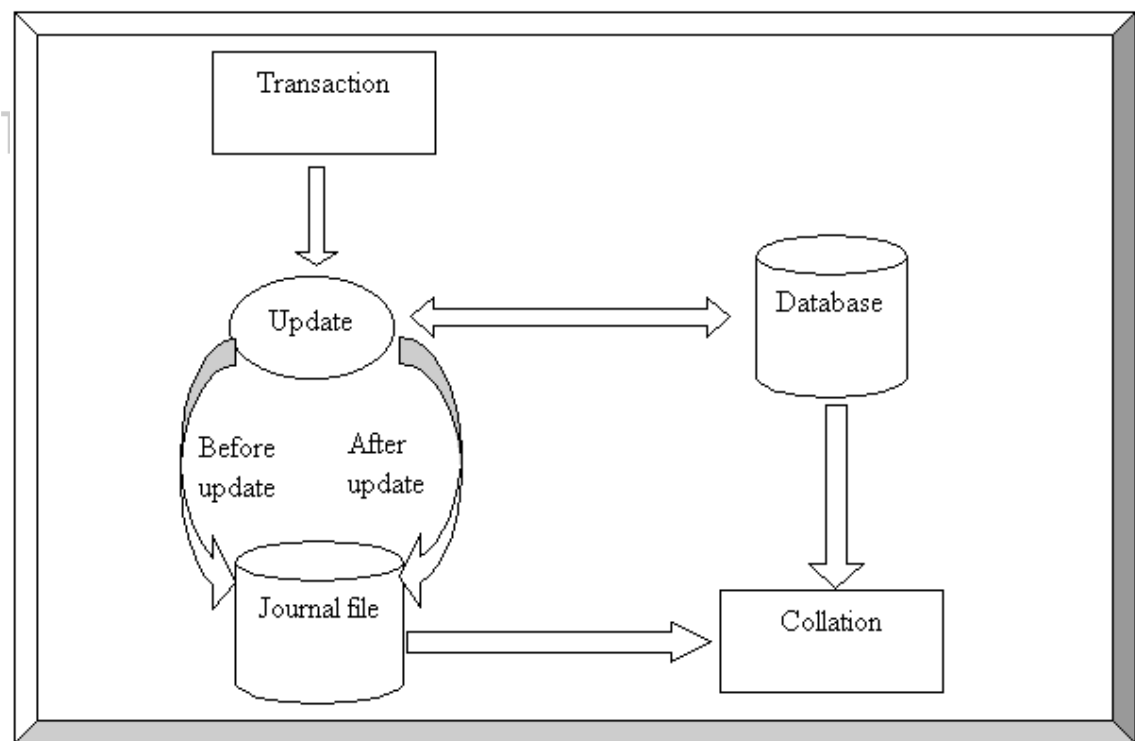 Transaction
Update
Database
Before
update
After
update
Journal file
Collation